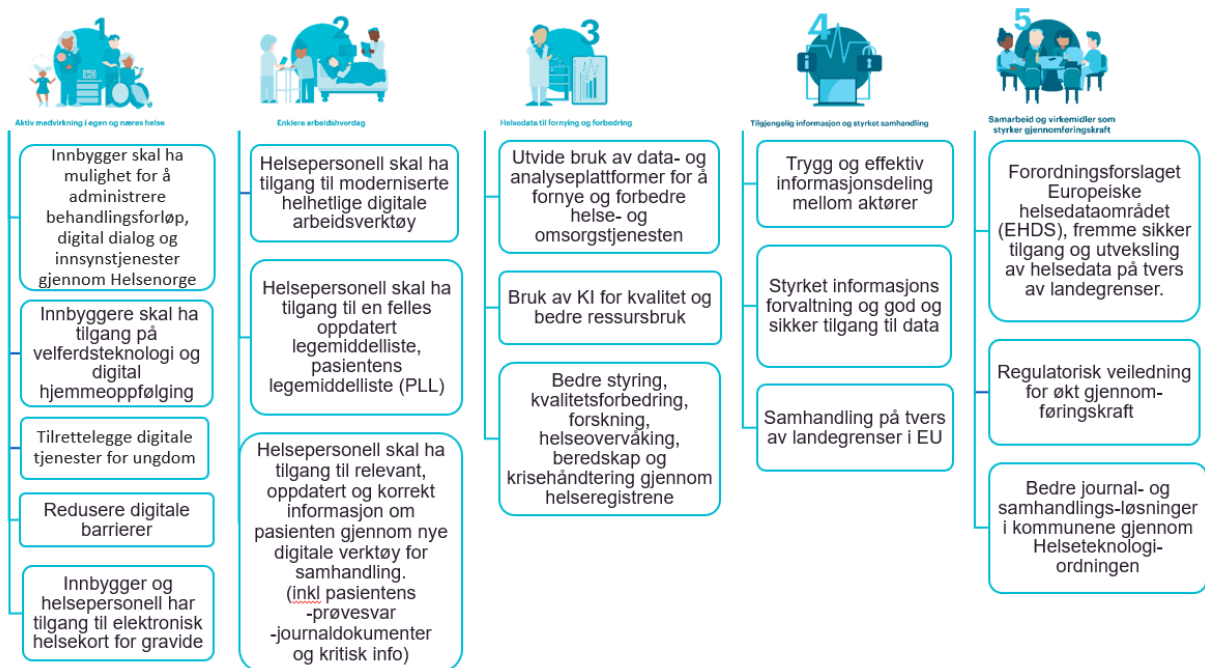 1
Aktiv medvirkning i egen og næres helse
Innbygger skal ha
mulighet for å
administrere
behandlingsforløp,
digital dialog og
innsynstjenester
gjennom Helsenorge
Innbyggere skal ha
tilgang på
velferdsteknologi og
digital
hjemmeoppfølging
Tilrettelegge digitale
tjenester for ungdom
Redusere digitale
barrierer
Innbygger og
helsepersonell har
tilgang til elektronisk
helsekort for gravide
2
Enklere arbeidshverdag
Helsepersonell skal ha
tilgang til moderniserte
helhetlige digitale
arbeidsverktøy
Helsepersonell skal ha
tilgang til en felles
oppdatert
legemiddelliste,
pasientens
legemiddelliste (PLL)
Helsepersonell skal ha
tilgang til relevant,
oppdatert og korrekt
informasjon om
pasienten gjennom nye
digitale verktøy for
samhandling.
(inkl pasientens
-prøvesvar
-journaldokumenter
og kritisk info)
3
Helsedata til fornying og forbedring
Utvide bruk av data- og
analyseplattformer for å
fornye og forbedre
helse- og
omsorgstjenesten
Bruk av KI for kvalitet og
bedre ressursbruk
Bedre styring,
kvalitetsforbedring,
forskning,
helseovervåking,
beredskap og
krisehåndtering gjennom
helseregistrene
4
Tilgjengelig informasjon og styrket samhandling
Trygg og effektiv
informasjonsdeling
mellom aktører
Styrket informasjons
forvaltning og god og
sikker tilgang til data
Samhandling på tvers
av landegrenser i EU
5
Samarbeid og virkemidler som
styrker gjennomføringskraft
Forordningsforslaget
Europeiske
helsedataområdet
(EHDS), fremme sikker
tilgang og utveksling
av helsedata på tvers
av landegrenser.
Regulatorisk veiledning
for økt gjennom-
føringskraft
Bedre journal- og
samhandlings-løsninger
i kommunene gjennom
Helseteknologi-
ordningen